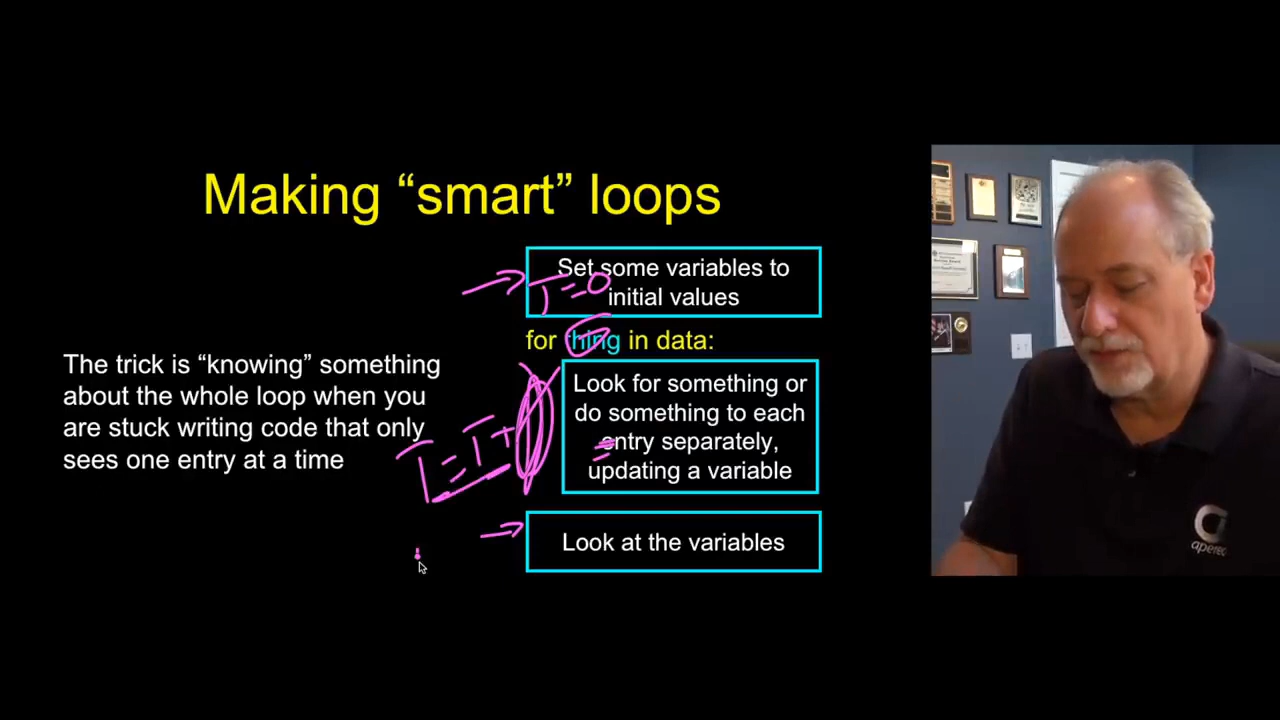 Making “smart” loops
Set some variables to
initial values
T=0
for thing in data:
The trick is “knowing” something
about the whole loop when you
are stuck writing code that only
sees one entry at a time
Look for something or
do something to each
entry separately,
updating a variable
T=T+
Look at the variables
apereo